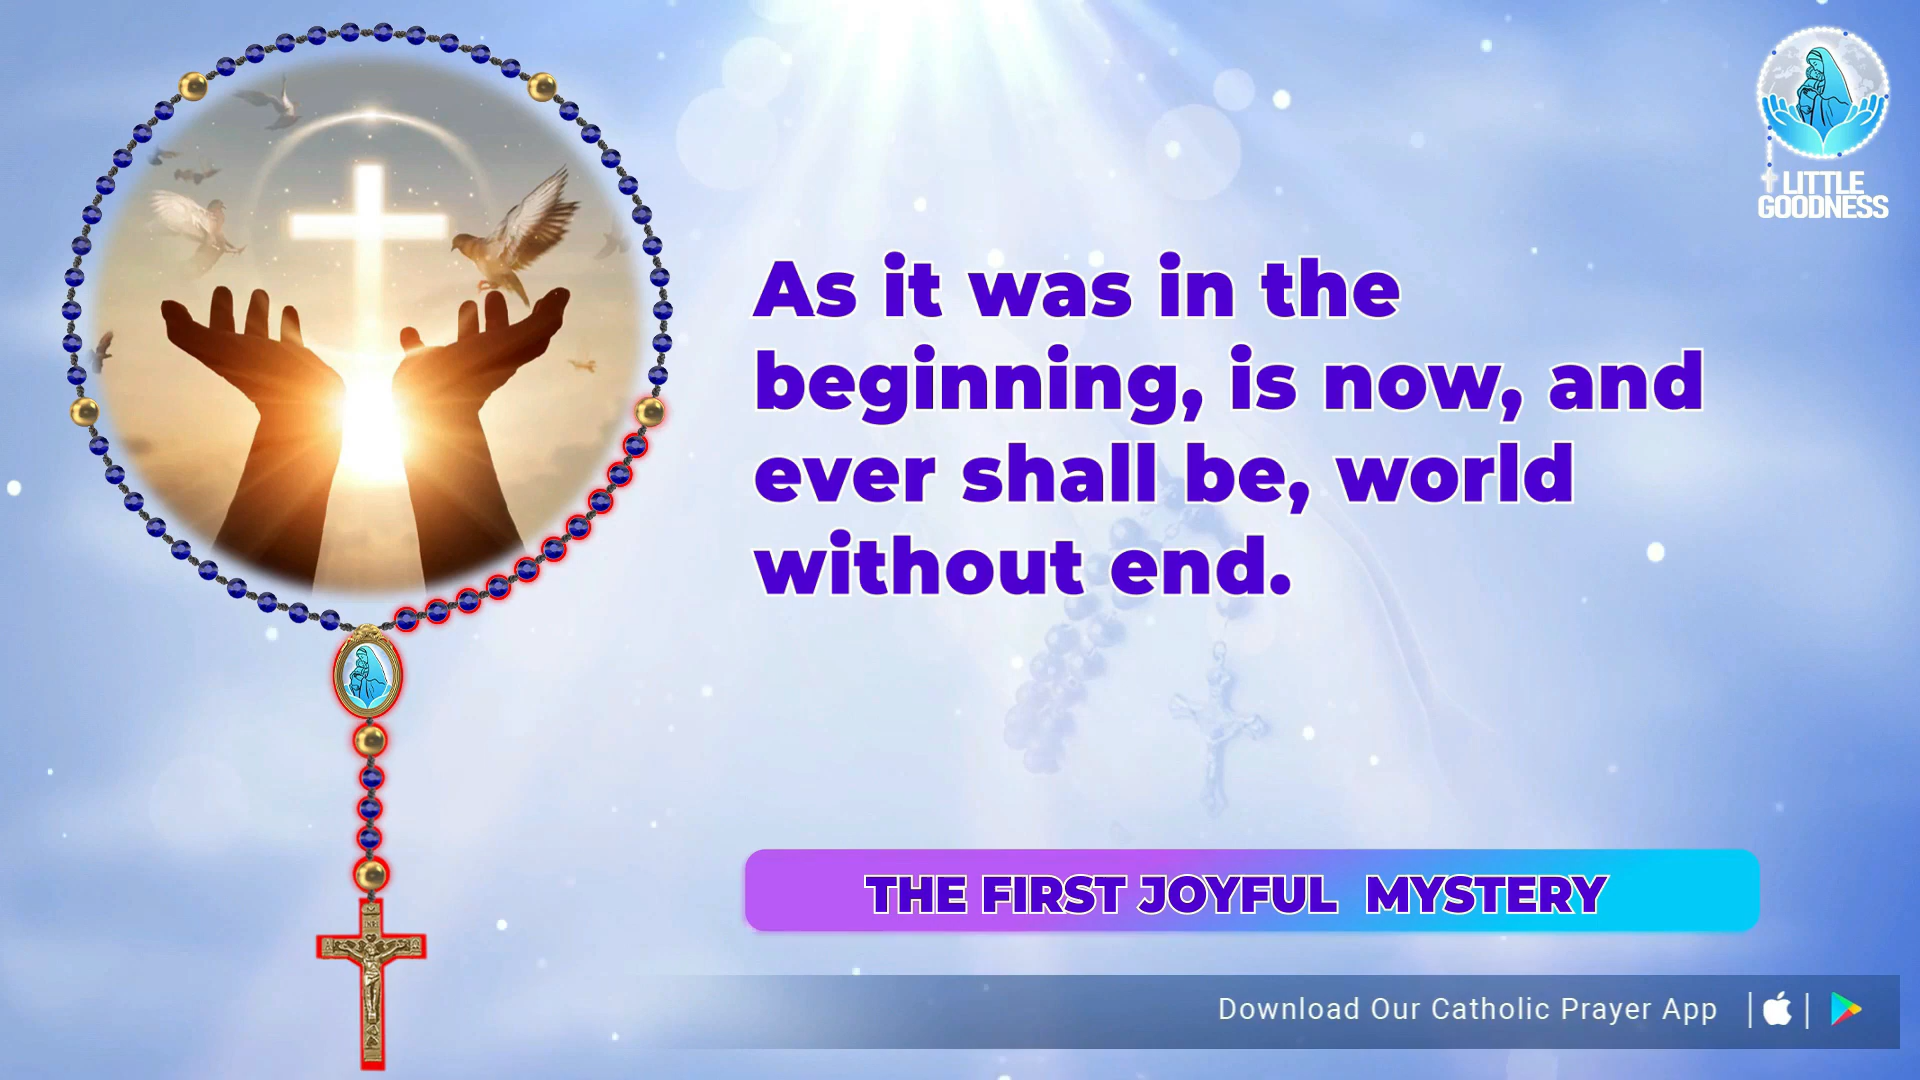 LITTLE
GOODNESS
As it was in the
beginning, is now, and
ever shall be, world
without end.
THE FIRST JOYFUL MYSTERY
Download Our Catholic Prayer App